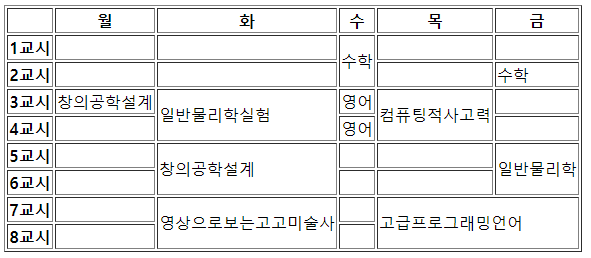 월 화 수 목 금
1교시 수학
2교시 수학
3교시 창의공학설계 일반물리학실험 영어 컴퓨팅적사고력
4교시 영어
5교시 창의공학설계 일반물리학
6교시
7교시 영상으로보는고고미술사 고급프로그래밍언어
8교시